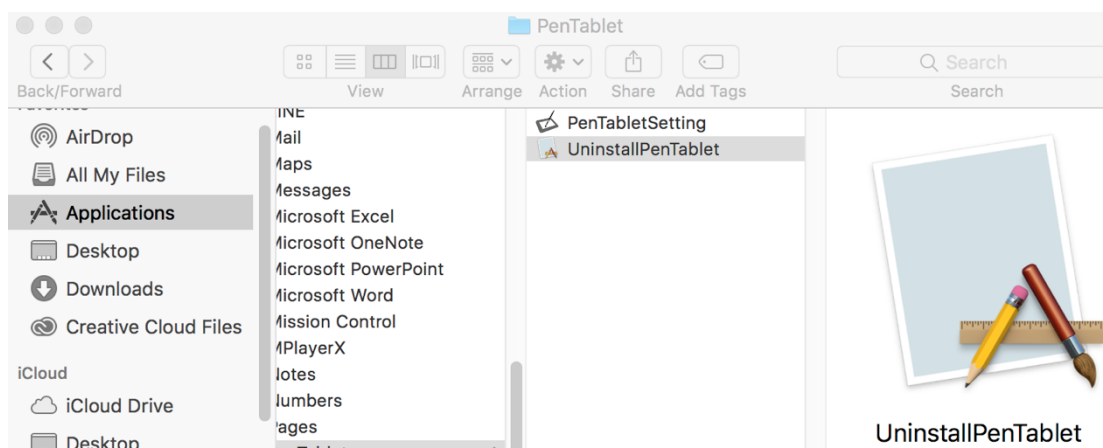 PenTablet
Back/Forward
View
Arrange
Action
Share
Add Tags
Search
Search
AirDrop
All My Files
Applications
Desktop
Downloads
Creative Cloud Files
iCloud
iCloud Drive
Desktop
Mail
Maps
Messages
Microsoft Excel
Microsoft OneNote
Microsoft PowerPoint
Microsoft Word
Mission Control
MPlayerX
Notes
Numbers
Pages
PenTabletSetting
UninstallPenTablet
UninstallPenTablet